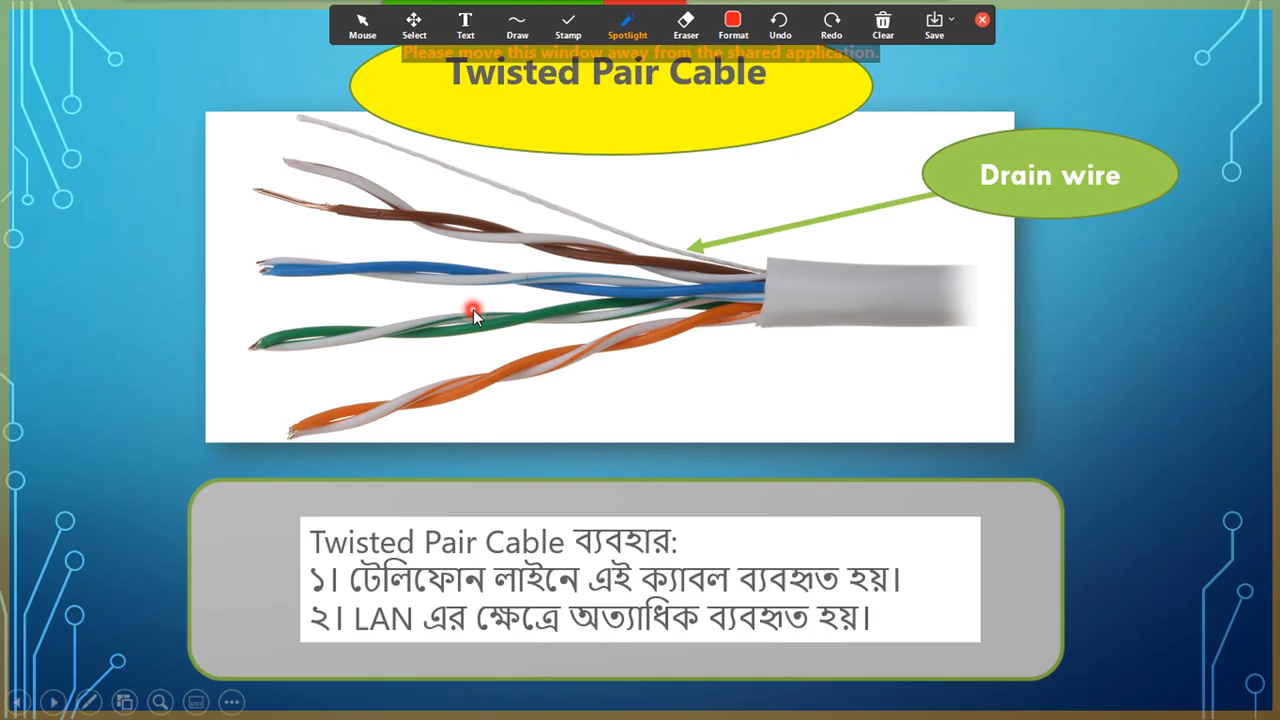 Mouse Select Text Draw Stamp Spotlight Eraser Format Undo Redo Clear Save
Please move this window away from the shared application.
Twisted Pair Cable
Drain wire
Twisted Pair Cable ব্যবহার:
১। টেলিফোন লাইনে এই ক্যাবল ব্যবহৃত হয়।
২। LAN এর ক্ষেত্রে অত্যাধিক ব্যবহৃত হয়।